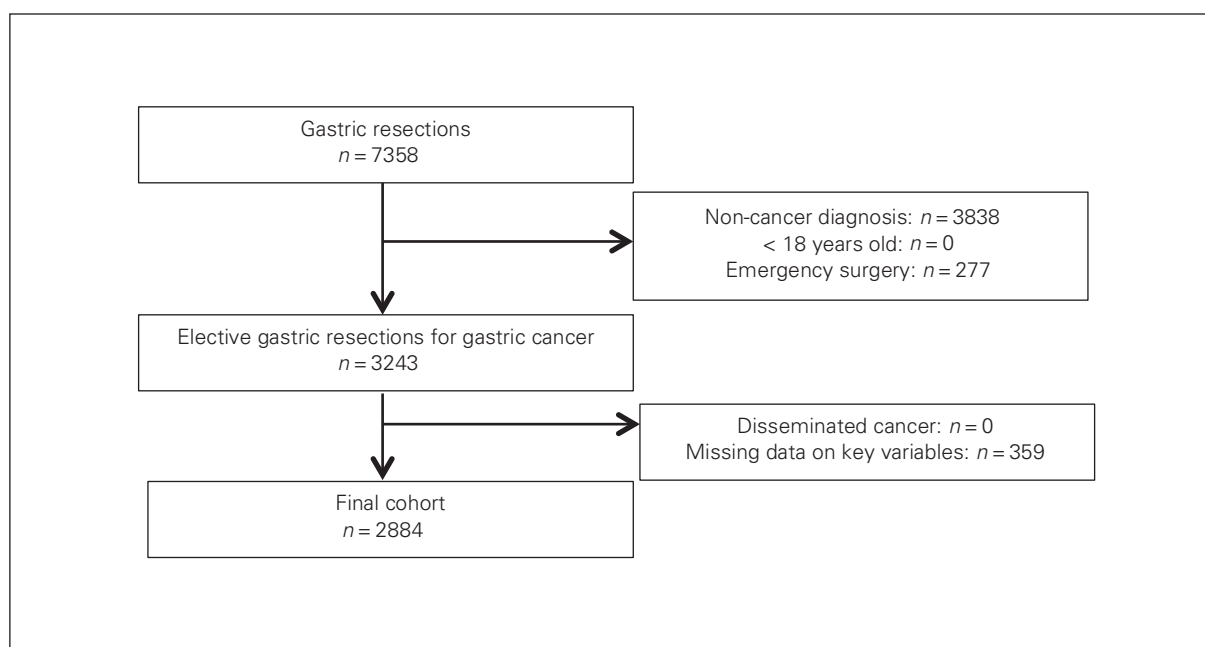 Gastric resections
n = 7358
Non-cancer diagnosis: n = 3838
< 18 years old: n = 0
Emergency surgery: n = 277
Elective gastric resections for gastric cancer
n = 3243
Disseminated cancer: n = 0
Missing data on key variables: n = 359
Final cohort
n = 2884